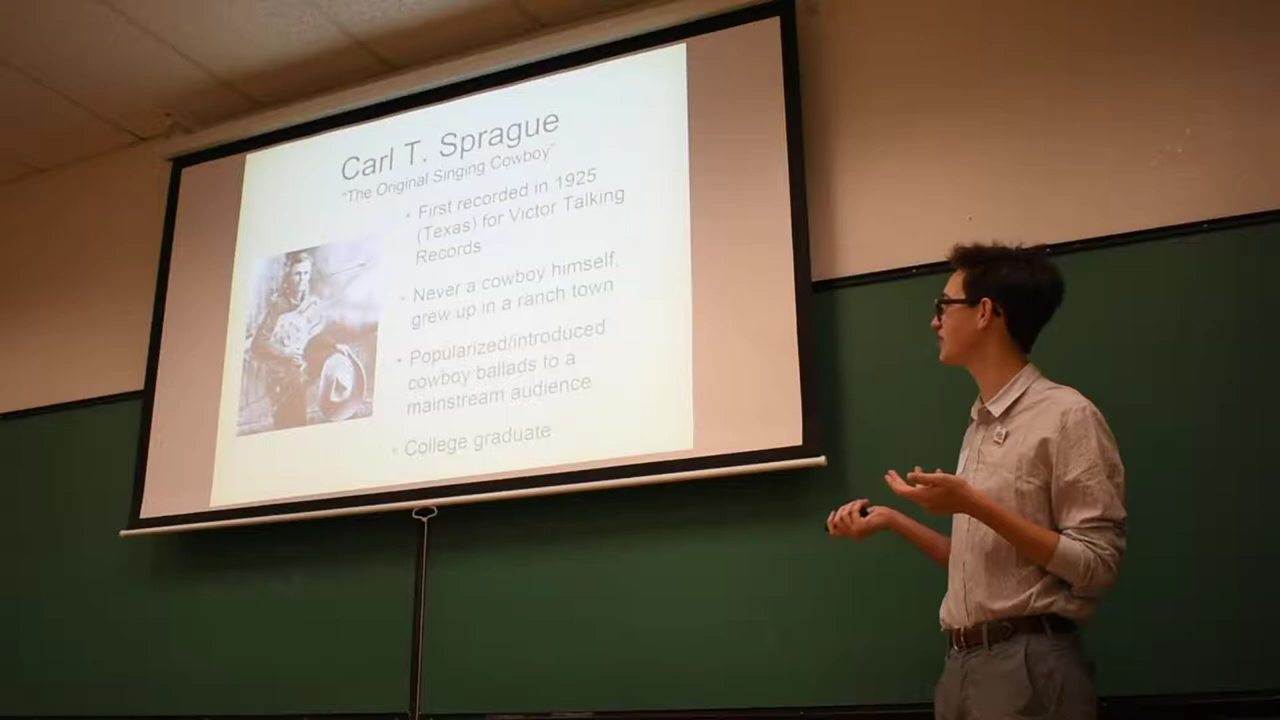 Carl T. Sprague
"The Original Singing Cowboy"
• First recorded in 1925
(Texas) for Victor Talking
Records
• Never a cowboy himself,
grew up in a ranch town
• Popularized/introduced
cowboy ballads to a
mainstream audience
• College graduate